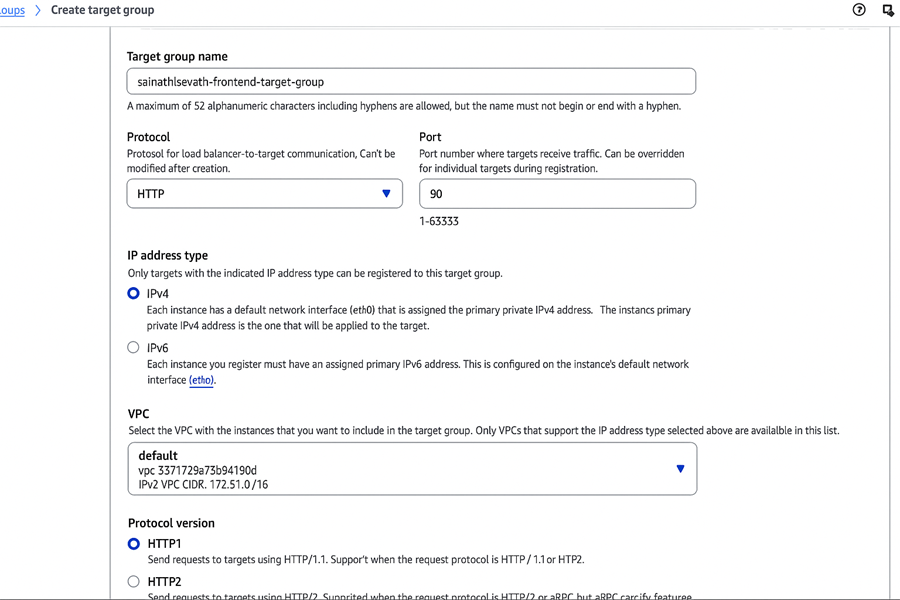 oups > Create target group
Target group name
sainathlsevath-frontend-target-group
A maximum of 52 alphanumeric characters including hyphens are allowed, but the name must not begin or end with a hyphen.
Protocol
Protosol for load balancer-to-target communication, Can't be
modified after creation.
HTTP
Port
Port number where targets receive traffic. Can be overridden
for individual targets during registration.
90
1-63333
IP address type
Only targets with the indicated IP address type can be registered to this target group.
IPv4
Each instance has a default network interface (eth0) that is assigned the primary private IPv4 address. The instancs primary
private IPv4 address is the one that will be applied to the target.
IPv6
Each instance you register must have an assigned primary IPv6 address. This is configured on the instance's default network
interface (etho).
VPC
Select the VPC with the instances that you want to include in the target group. Only VPCs that support the IP address type selected above are availalble in this list.
default
vpc 3371729a73b94190d
IPv2 VPC CIDR. 172.51.0/16
Protocol version
HTTP1
Send requests to targets using HTTP/1.1. Suppor't when the request protocol is HTTP/1.1 or HTP2.
HTTP2
Send requests to targets using HTTP/2. Supprited when the request protocol is HTTP/2 or aRPC but aRPC carcify featuree